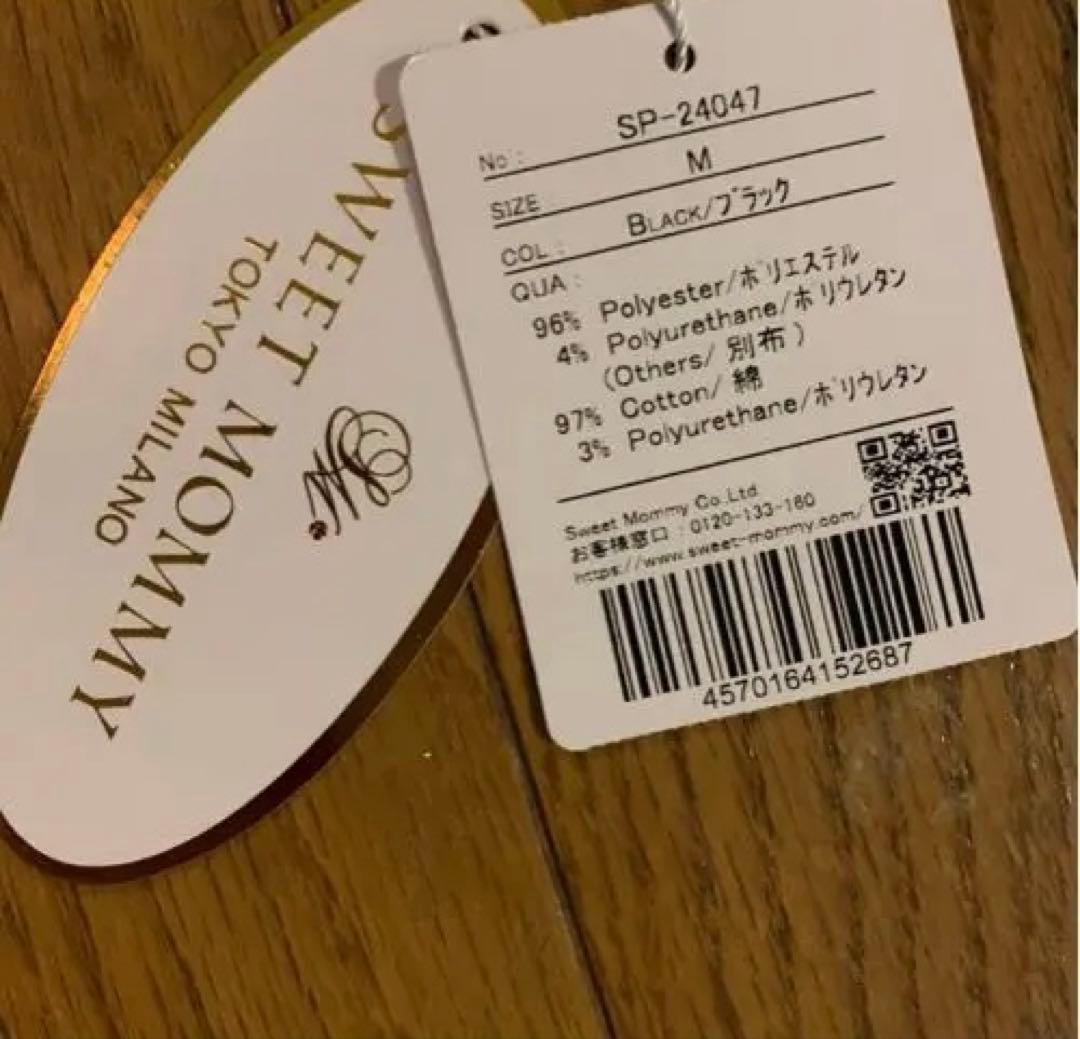 SWEET MOMMY
TOKYO MILANO
No : SP-24047
SIZE M
COL : BLACK/ブラック
QUA :
96% Polyester/ポリエステル
4% Polyurethane/ポリウレタン
(Others/ 別布 )
97% Cotton/ 綿
3% Polyurethane/ポリウレタン
Sweet Mommy Co.Ltd
お客様窓口 : 0120-133-160
https://www.sweet-mommy.com/
4570164152687